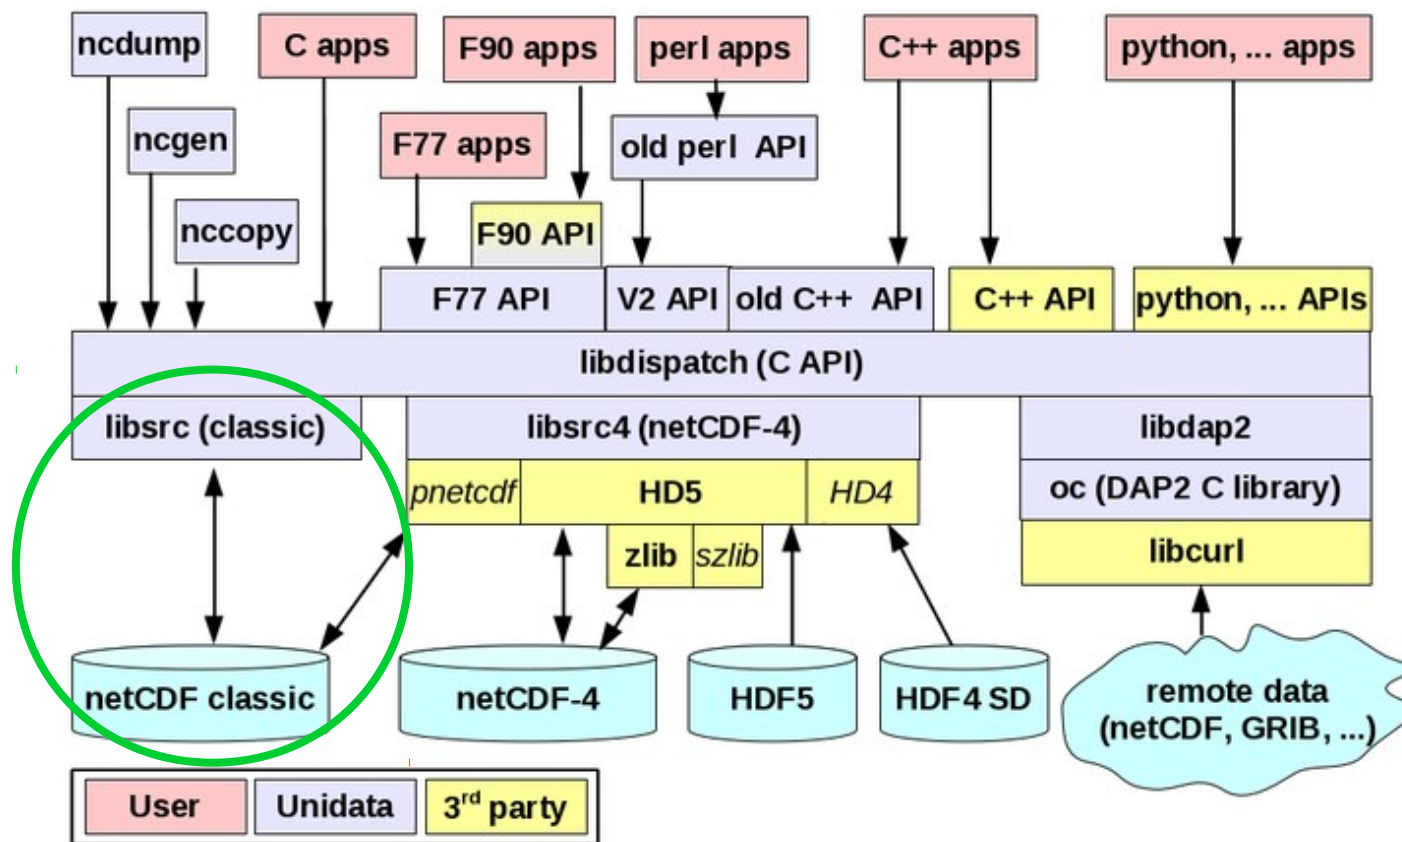 ncdump
C apps
F90 apps
perl apps
C++ apps
python, ... apps
ncgen
F77 apps
old perl API
nccopy
F90 API
F77 API
V2 API
old C++ API
C++ API
python, ... APIs
libdispatch (C API)
libsrc (classic)
libsrc4 (netCDF-4)
libdap2
pnetcdf
HD5
HD4
oc (DAP2 C library)
zlib
szlib
libcurl
netCDF classic
netCDF-4
HDF5
HDF4 SD
remote data
(netCDF, GRIB, ...)
User
Unidata
3rd party